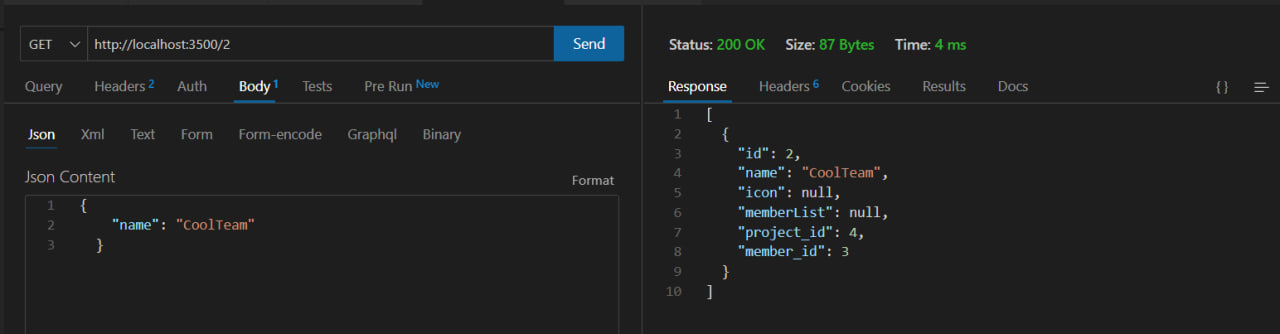 GET http://localhost:3500/2 Send
Query Headers 2 Auth Body 1 Tests Pre Run New
Json Xml Text Form Form-encode Graphql Binary
Json Content
Format
1 {
2 "name": "CoolTeam"
3 }
Status: 200 OK Size: 87 Bytes Time: 4 ms
Response Headers 6 Cookies Results Docs { }
1 [
2 {
3 "id": 2,
4 "name": "CoolTeam",
5 "icon": null,
6 "memberList": null,
7 "project_id": 4,
8 "member_id": 3
9 }
10 ]